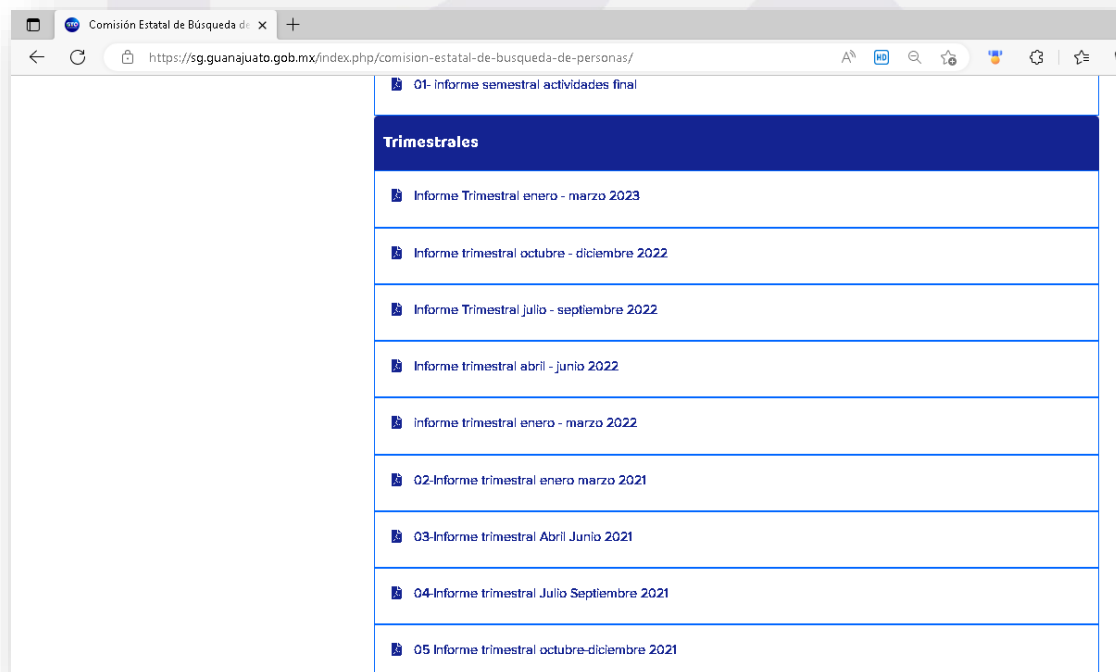 STG Comisión Estatal de Búsqueda de
https://sg.guanajuato.gob.mx/index.php/comision-estatal-de-busqueda-de-personas/
HD
01- informe semestral actividades final
Trimestrales
Informe Trimestral enero - marzo 2023
Informe trimestral octubre - diciembre 2022
Informe Trimestral julio - septiembre 2022
Informe trimestral abril - junio 2022
informe trimestral enero - marzo 2022
02-Informe trimestral enero marzo 2021
03-Informe trimestral Abril Junio 2021
04-Informe trimestral Julio Septiembre 2021
05 Informe trimestral octubre-diciembre 2021